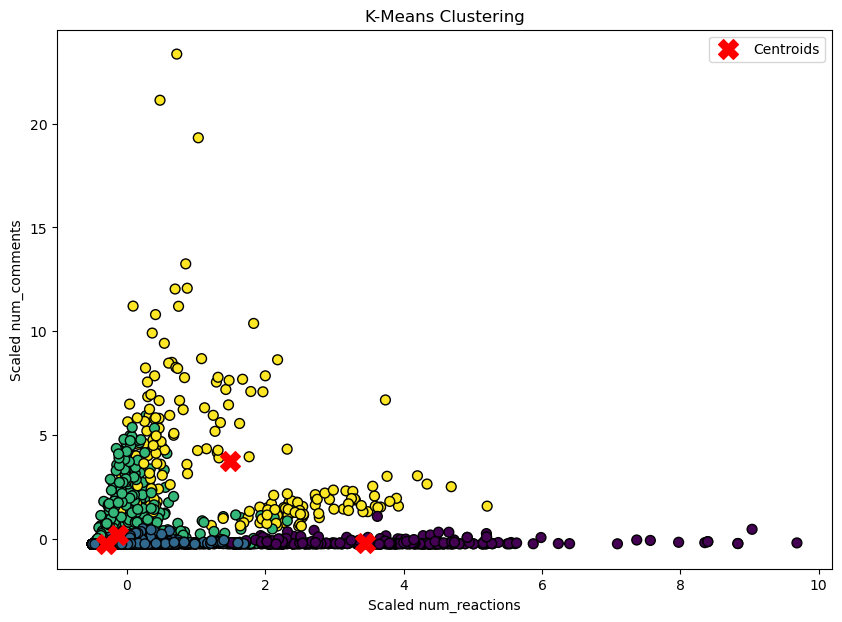 K-Means Clustering
Centroids
Scaled num_comments
20
15
10
5
0
0 2 4 6 8 10
Scaled num_reactions